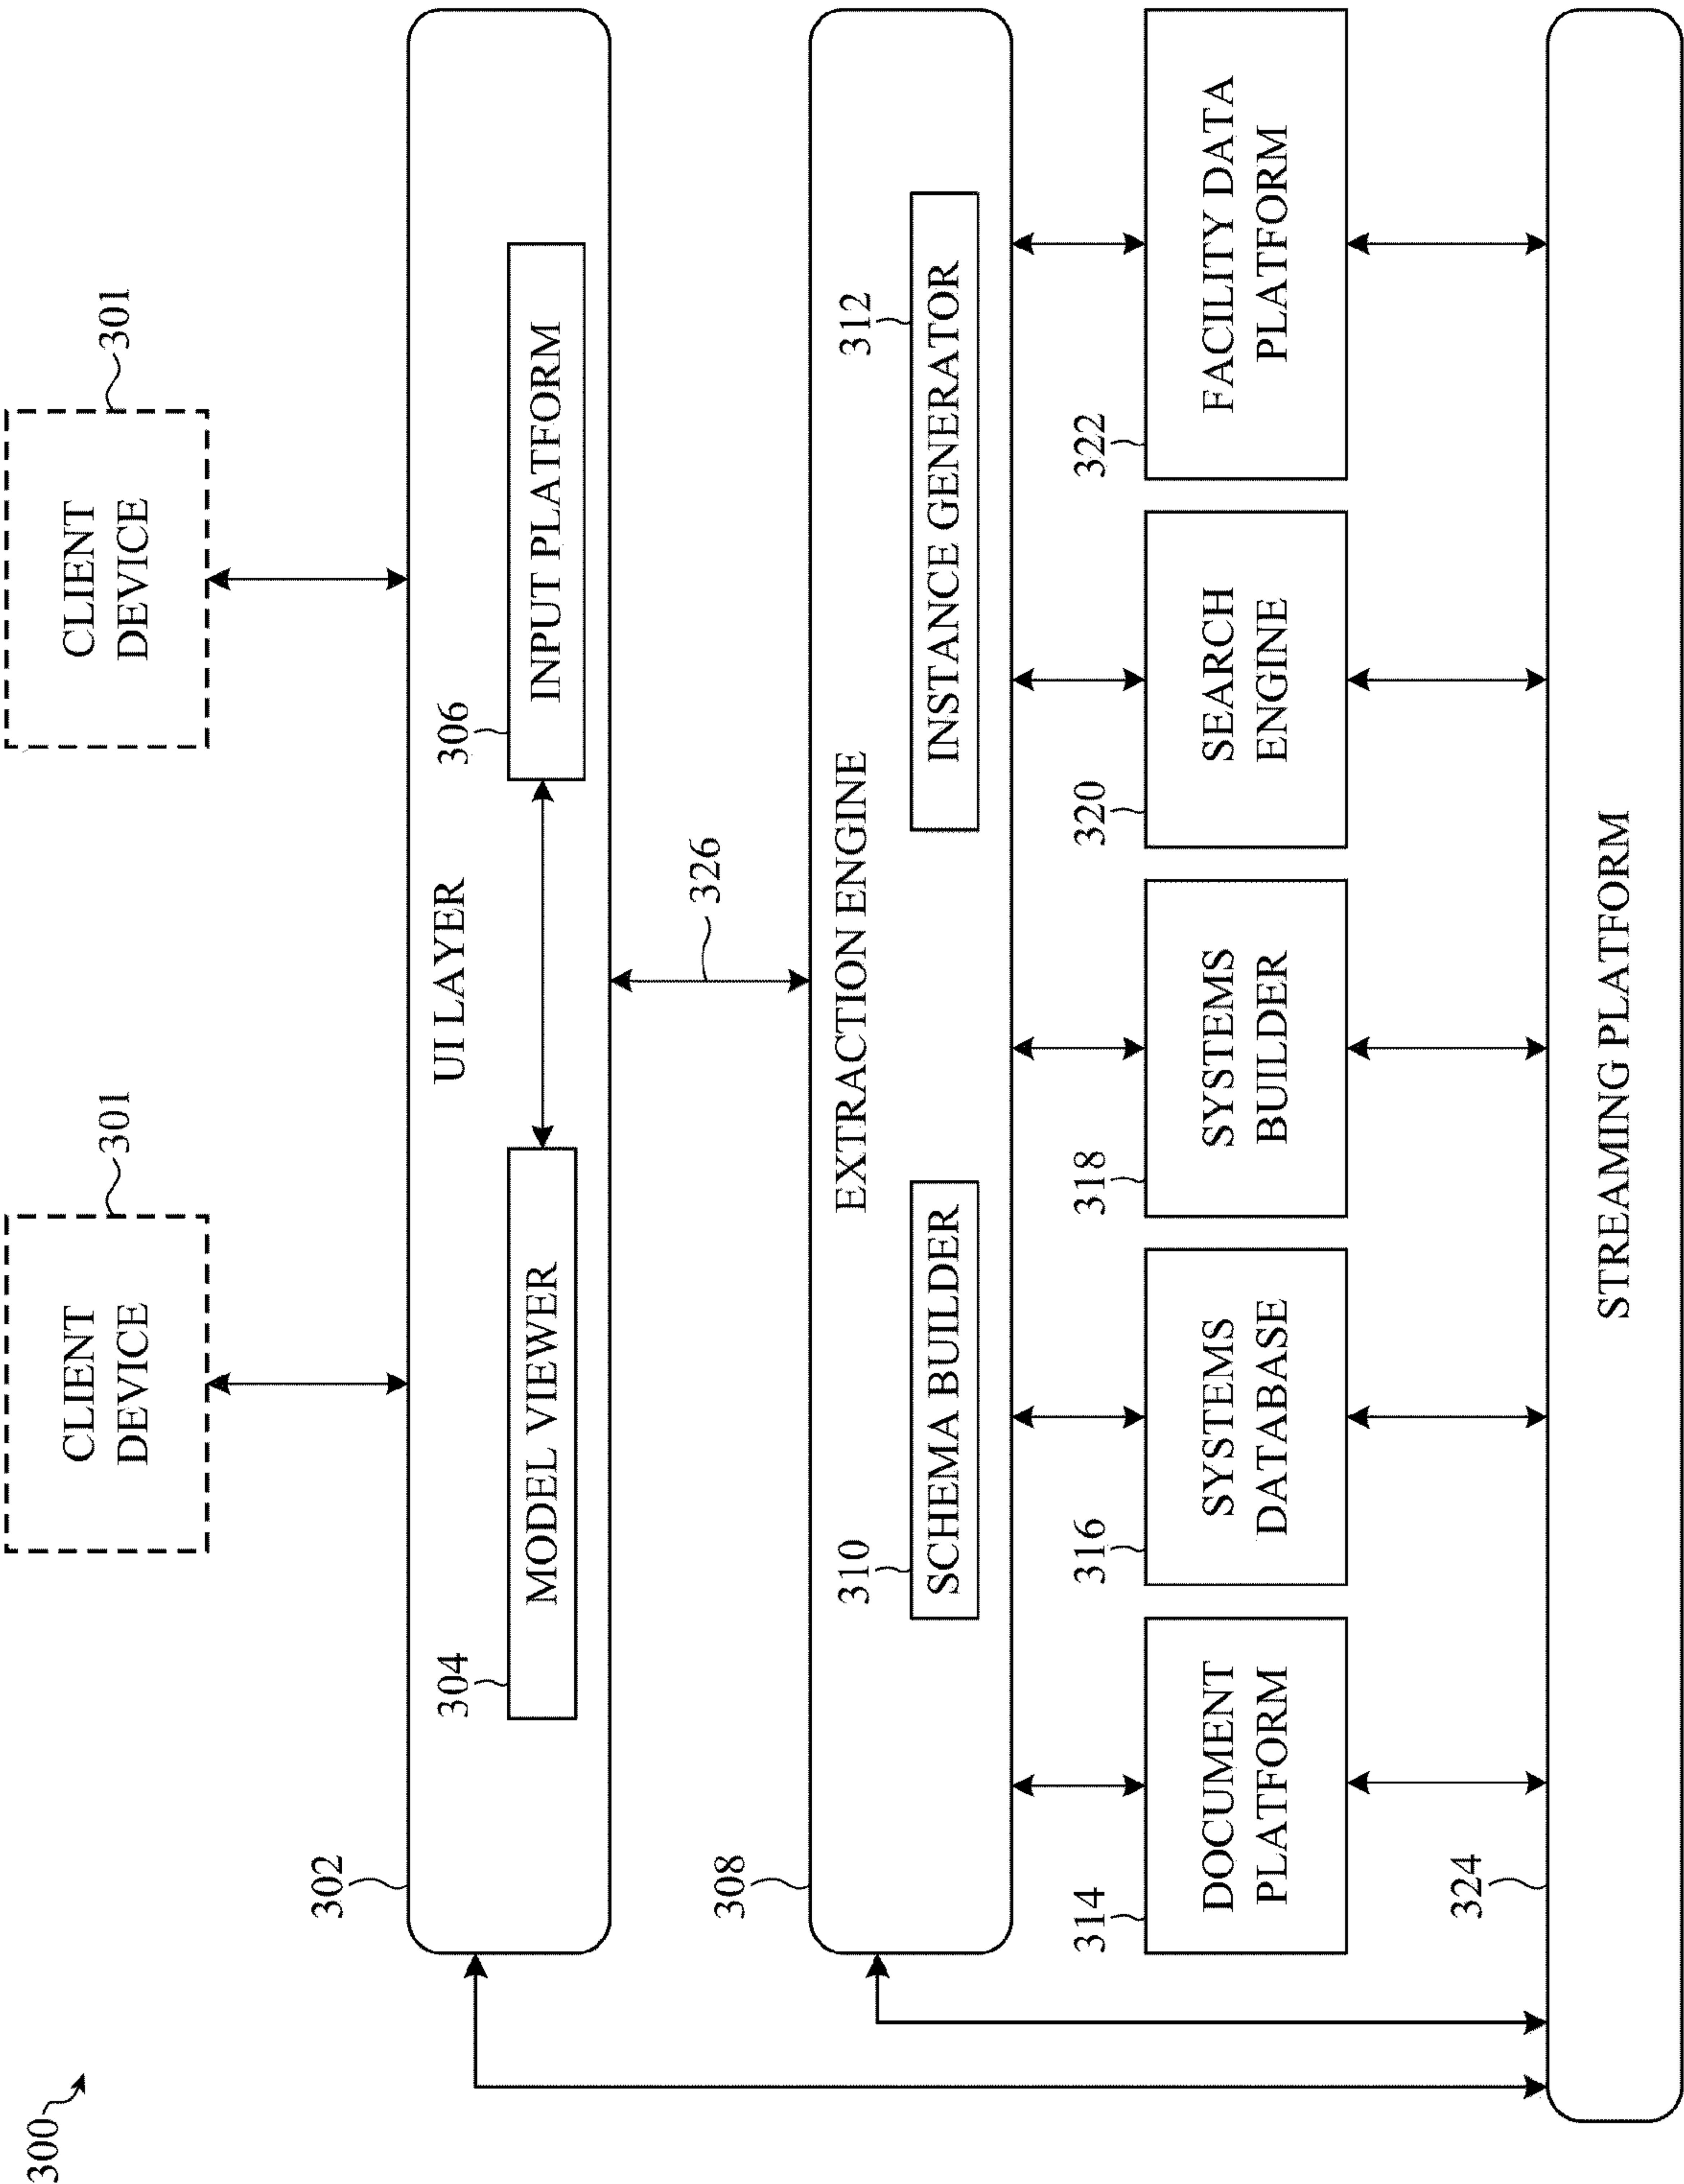 300
CLIENT
DEVICE
301
CLIENT
DEVICE
301
302
UI LAYER
304
MODEL VIEWER
306
INPUT PLATFORM
326
308
EXTRACTION ENGINE
310
SCHEMA BUILDER
312
INSTANCE GENERATOR
314
DOCUMENT
PLATFORM
316
SYSTEMS
DATABASE
318
SYSTEMS
BUILDER
320
SEARCH
ENGINE
322
FACILITY DATA
PLATFORM
324
STREAMING PLATFORM